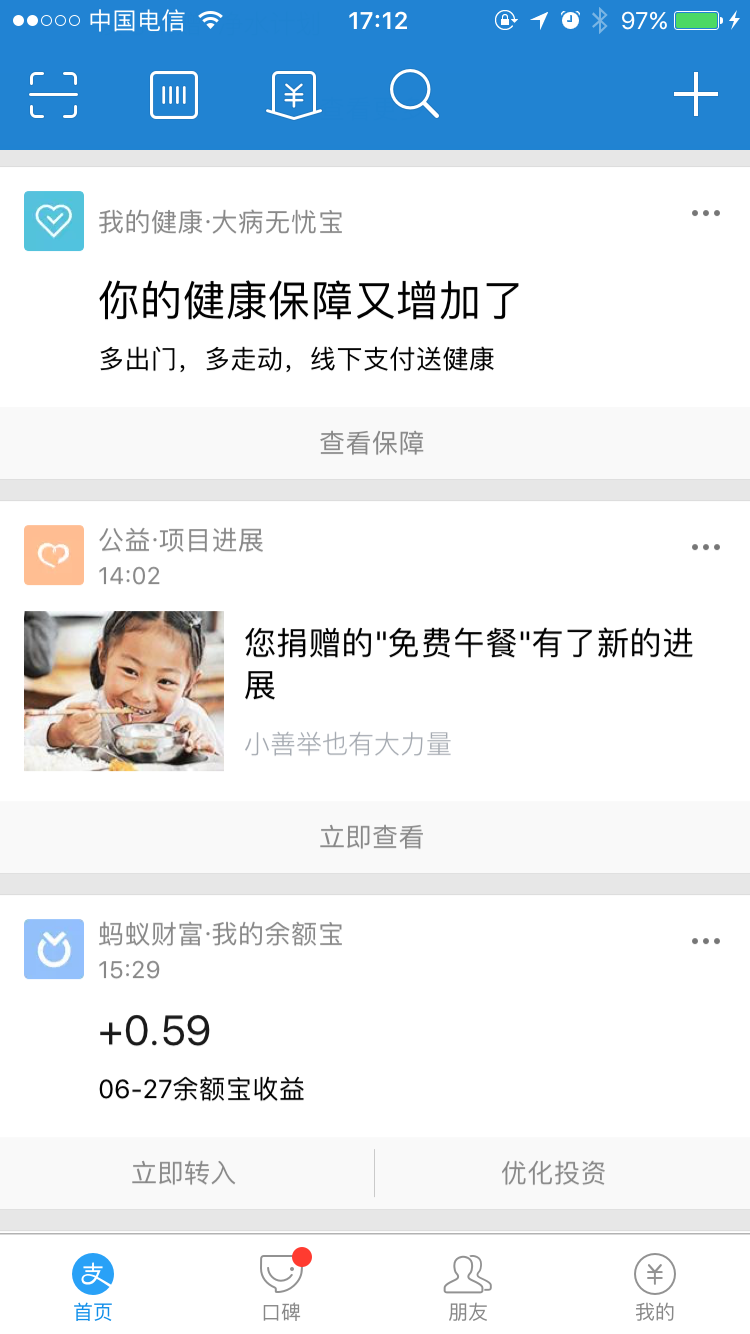 中国电信
17:12
97%
我的健康·大病无忧宝
你的健康保障又增加了
多出门，多走动，线下支付送健康
查看保障
公益·项目进展
14:02
您捐赠的"免费午餐"有了新的进
展
小善举也有大力量
立即查看
蚂蚁财富·我的余额宝
15:29
+0.59
06-27余额宝收益
立即转入
优化投资
支
首页
口碑
朋友
我的